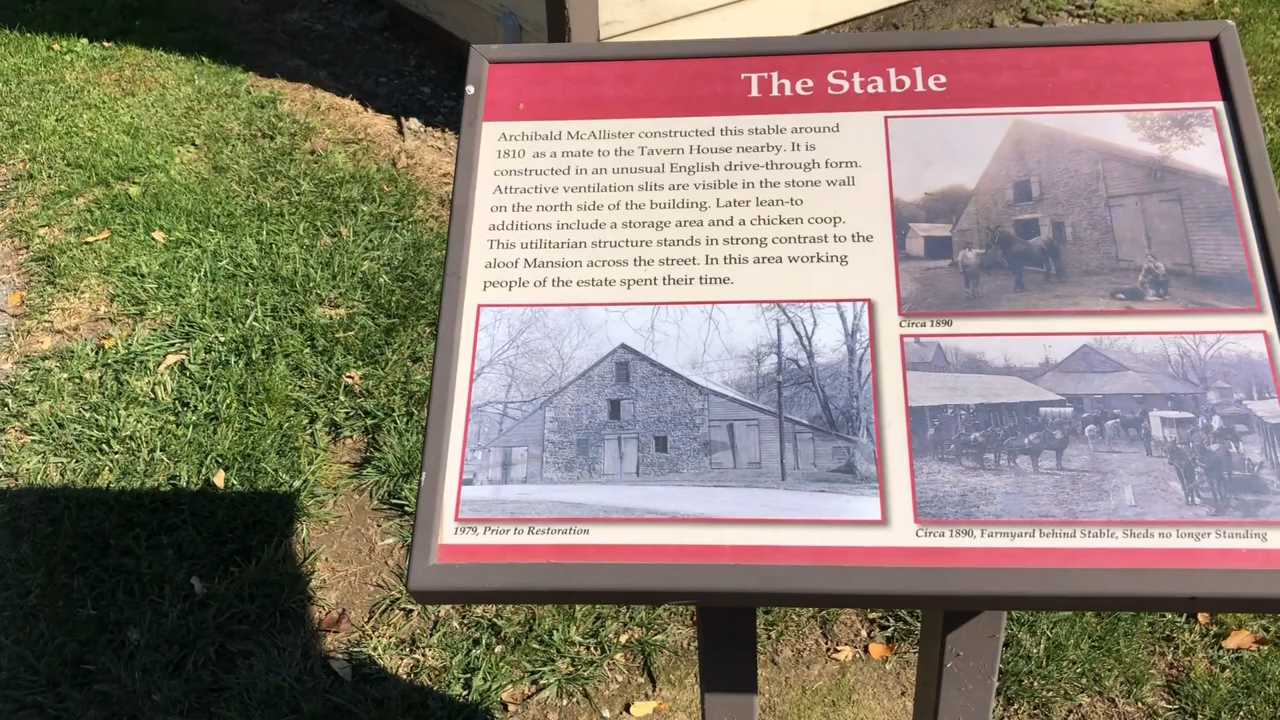 The Stable
Archibald McAllister constructed this stable around
1810 as a mate to the Tavern House nearby. It is
constructed in an unusual English drive-through form.
Attractive ventilation slits are visible in the stone wall
on the north side of the building. Later lean-to
additions include a storage area and a chicken coop.
This utilitarian structure stands in strong contrast to the
aloof Mansion across the street. In this area working
people of the estate spent their time.
Circa 1890
1979, Prior to Restoration
Circa 1890, Farmyard behind Stable, Sheds no longer Standing